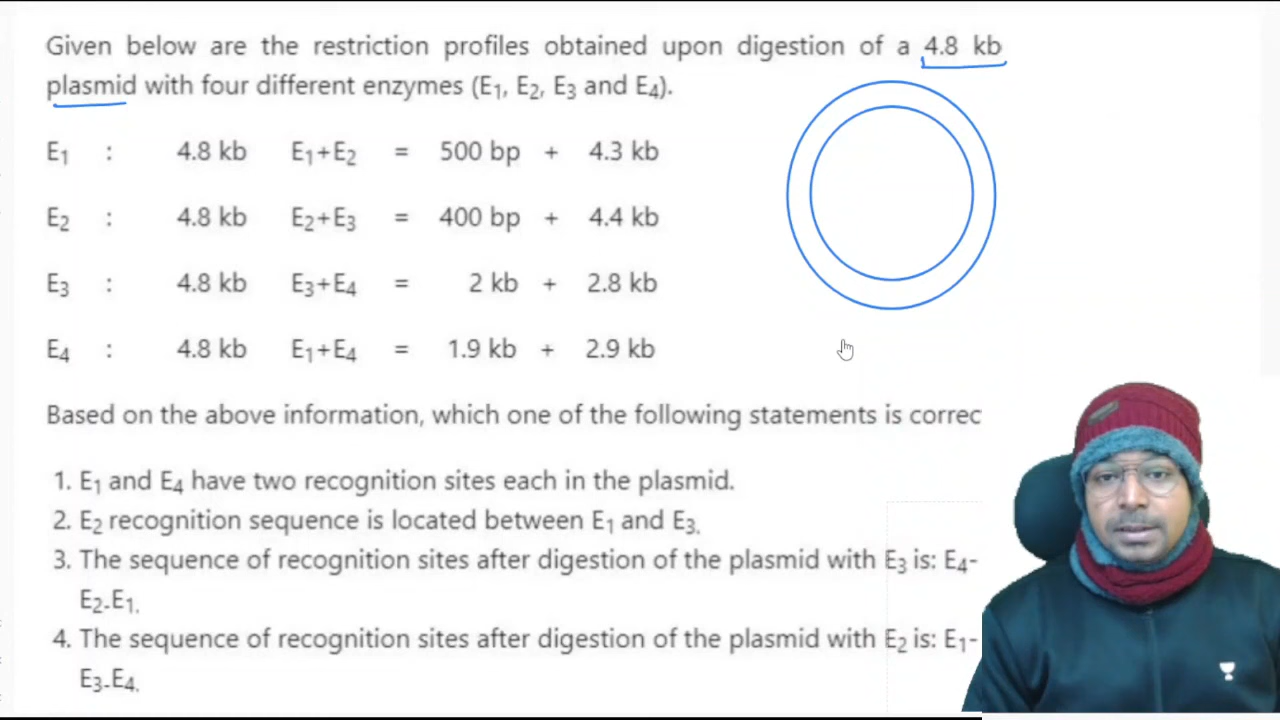 Given below are the restriction profiles obtained upon digestion of a 4.8 kb
plasmid with four different enzymes (E₁, E₂, E₃ and E₄).
E₁ : 4.8 kb E₁+E₂ = 500 bp + 4.3 kb
E₂ : 4.8 kb E₂+E₃ = 400 bp + 4.4 kb
E₃ : 4.8 kb E₃+E₄ = 2 kb + 2.8 kb
E₄ : 4.8 kb E₁+E₄ = 1.9 kb + 2.9 kb
Based on the above information, which one of the following statements is correc
1. E₁ and E₄ have two recognition sites each in the plasmid.
2. E₂ recognition sequence is located between E₁ and E₃.
3. The sequence of recognition sites after digestion of the plasmid with E₃ is: E₄-
E₂-E₁.
4. The sequence of recognition sites after digestion of the plasmid with E₂ is: E₁-
E₃-E₄.